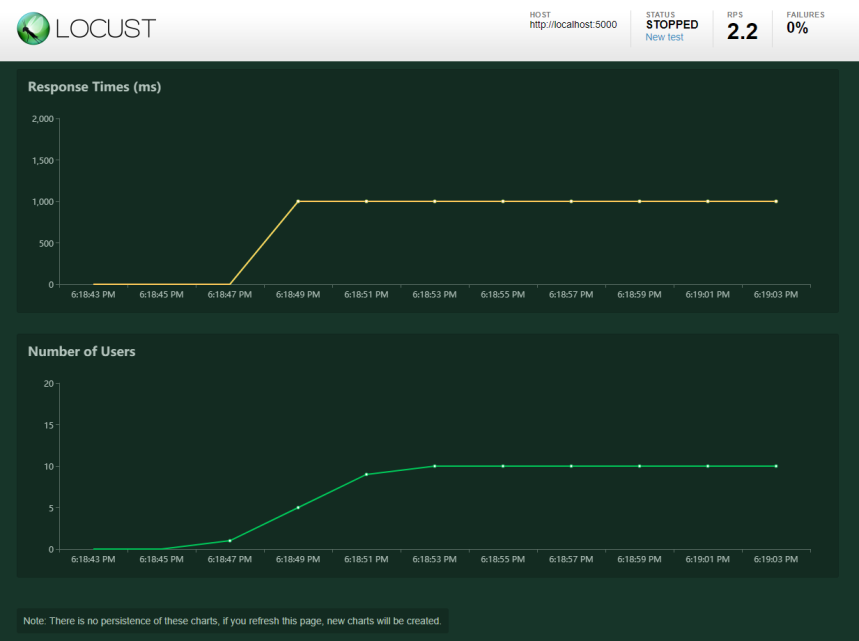 LOCUST
HOST
http://localhost:5000
STATUS
STOPPED
New test
RPS
2.2
FAILURES
0%
Response Times (ms)
2,000
1,500
1,000
500
0
6:18:43 PM 6:18:45 PM 6:18:47 PM 6:18:49 PM 6:18:51 PM 6:18:53 PM 6:18:55 PM 6:18:57 PM 6:18:59 PM 6:19:01 PM 6:19:03 PM
Number of Users
20
15
10
5
0
6:18:43 PM 6:18:45 PM 6:18:47 PM 6:18:49 PM 6:18:51 PM 6:18:53 PM 6:18:55 PM 6:18:57 PM 6:18:59 PM 6:19:01 PM 6:19:03 PM
Note: There is no persistence of these charts, if you refresh this page, new charts will be created.